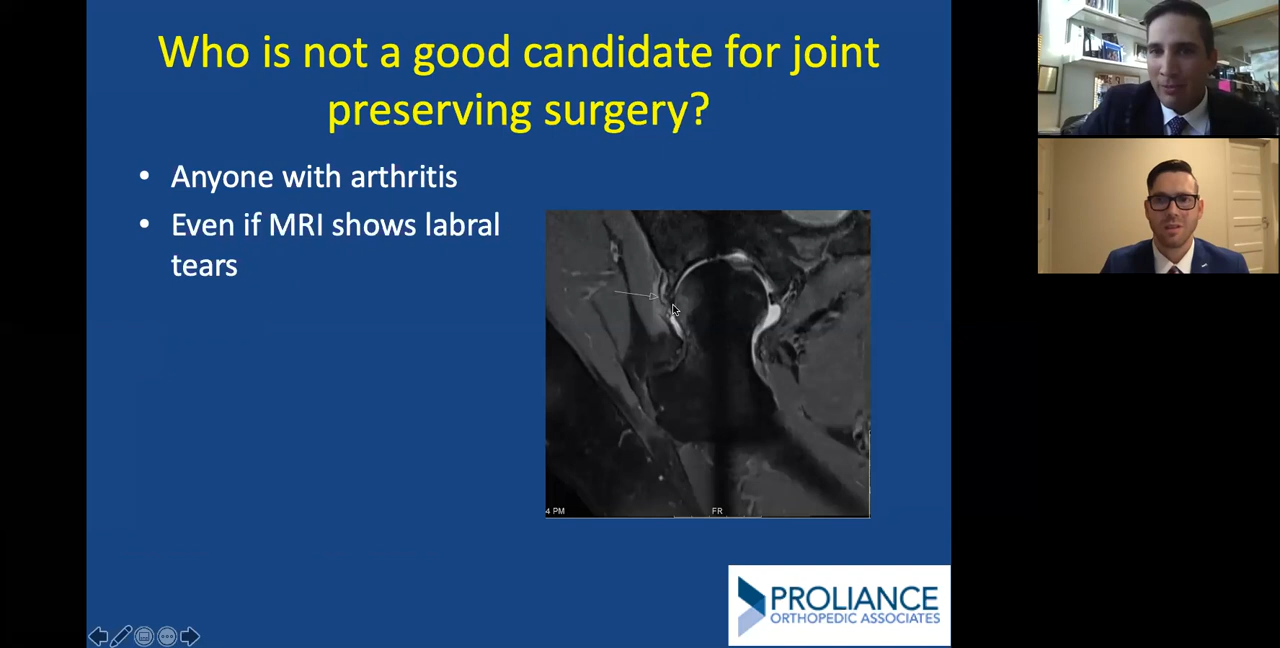 Who is not a good candidate for joint
preserving surgery?
• Anyone with arthritis
• Even if MRI shows labral
tears
4 PM
FR
PROLIANCE
ORTHOPEDIC ASSOCIATES